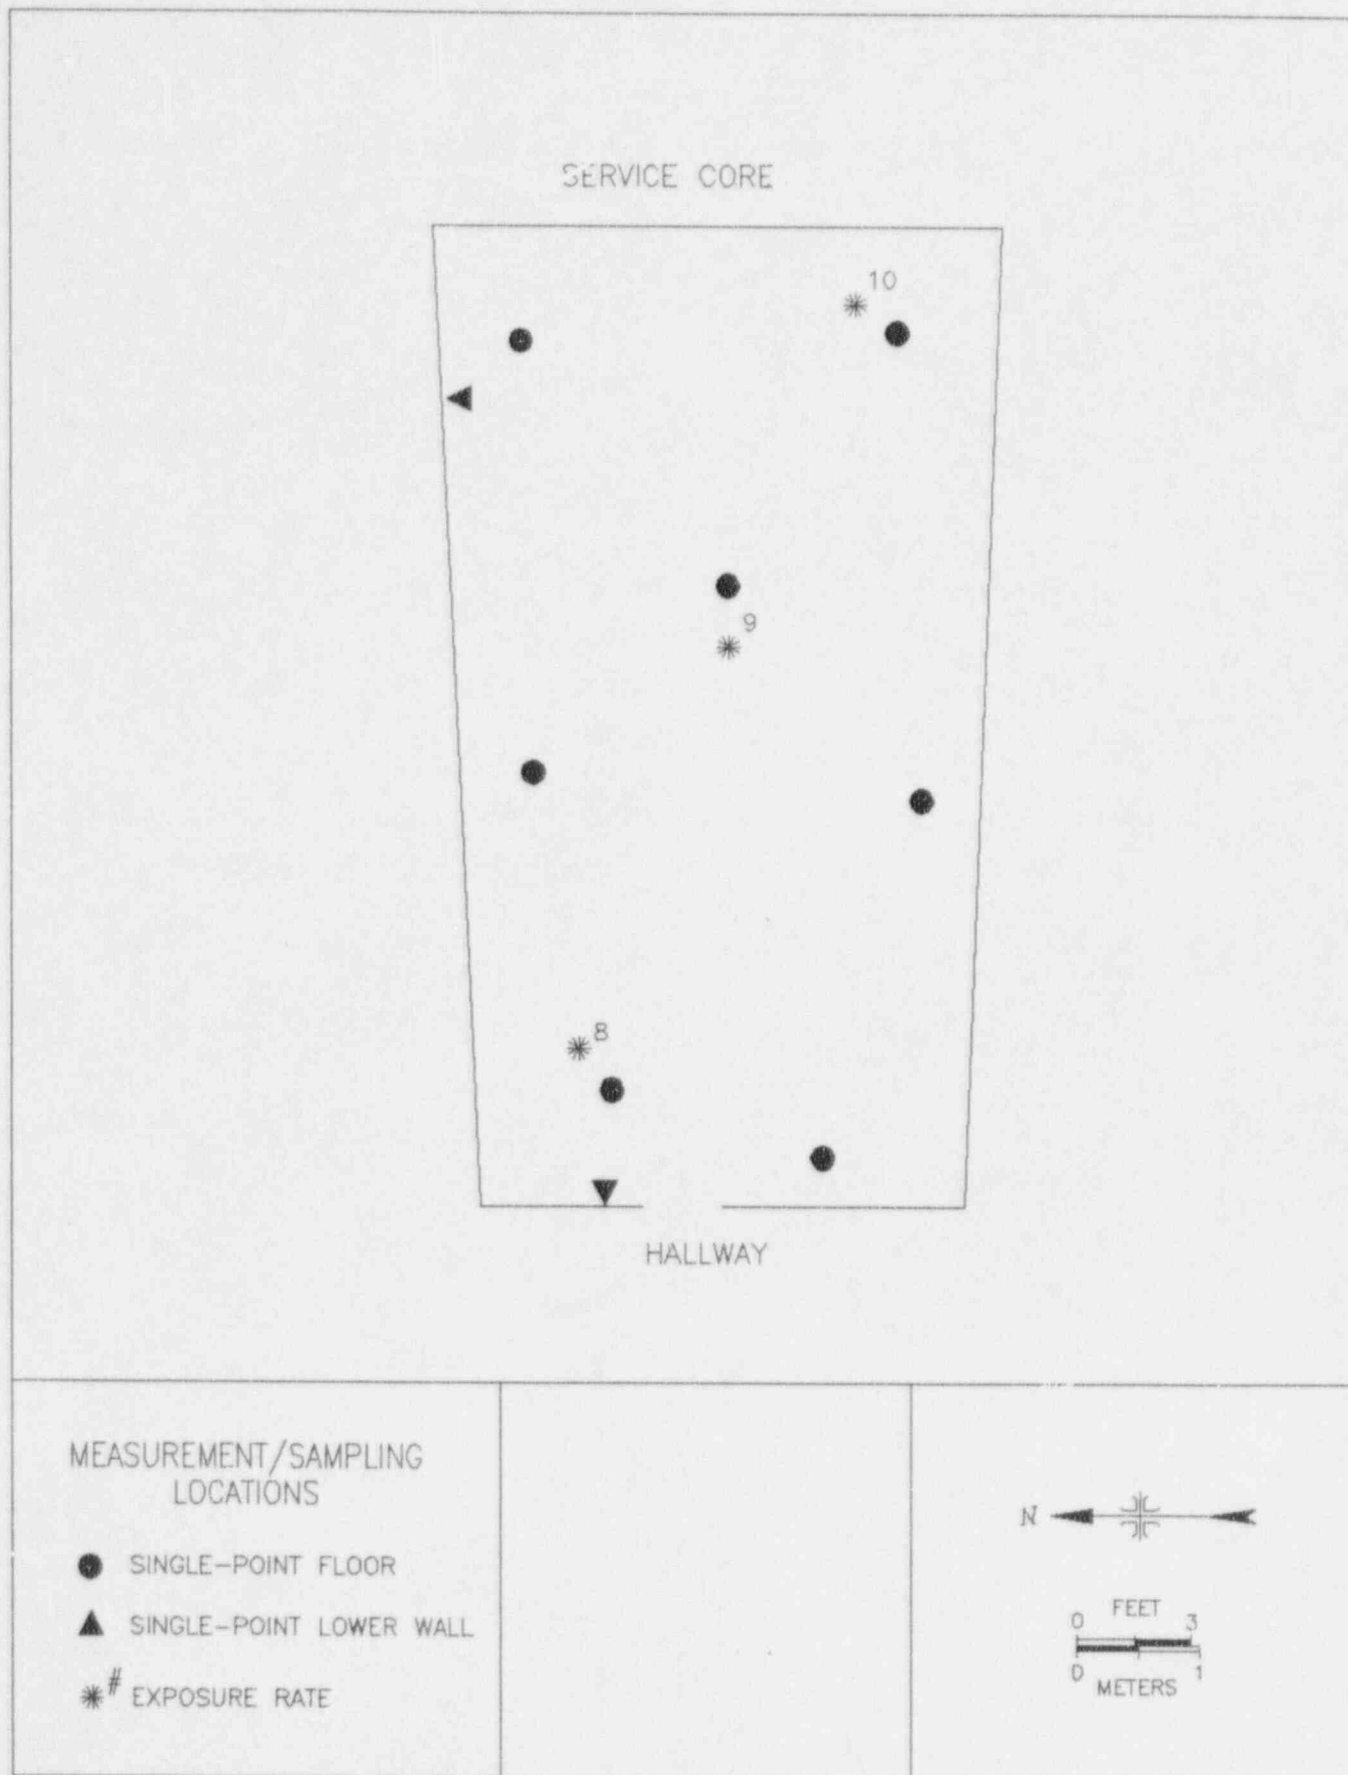 SERVICE CORE
10
9
8
HALLWAY
MEASUREMENT/SAMPLING
LOCATIONS
SINGLE-POINT FLOOR
SINGLE-POINT LOWER WALL
# EXPOSURE RATE
N
FEET
0 3
0 1
METERS